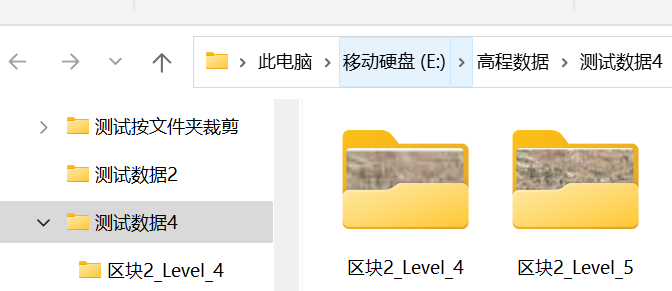 此电脑 移动硬盘 (E:) 高程数据 测试数据4
测试按文件夹裁剪
测试数据2
测试数据4
区块2_Level_4
区块2_Level_4 区块2_Level_5